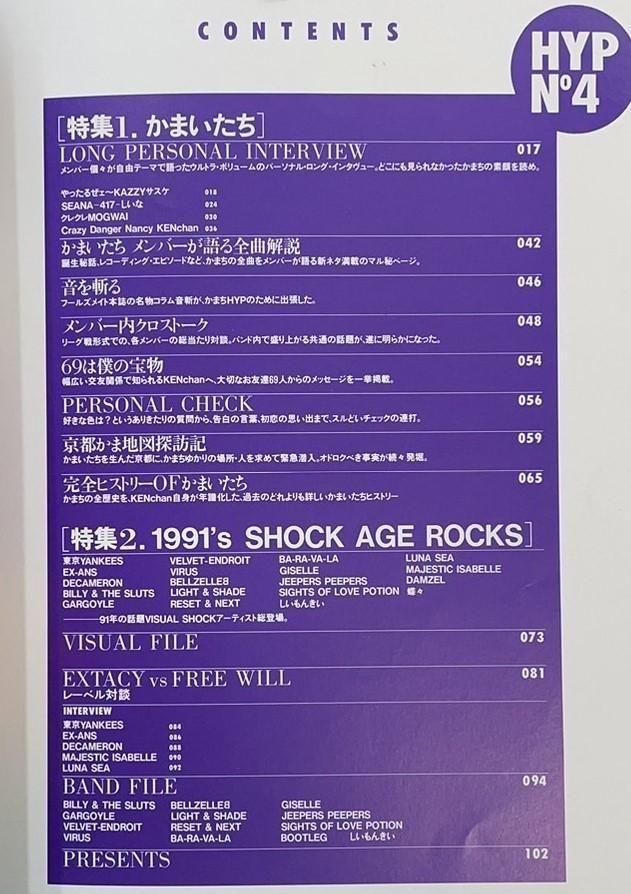 CONTENTS
HYP
Nº4
[特集1. かまいたち]
LONG PERSONAL INTERVIEW 017
メンバー個々が自由テーマで語ったウルトラ・ボリュームのパーソナル・ロング・インタヴュー。どこにも見られなかったかまちの素顔を読め。
やったるぜェ〜KAZZYサスケ 018
SEANA-417-しいな 024
クレクレMOGWAI 030
Crazy Danger Nancy KENchan 036
かまいたち メンバーが語る全曲解説 042
誕生秘話、レコーディング・エピソードなど、かまちの全曲をメンバーが語る新ネタ満載のマル秘ページ。
音を斬る 046
フールズメイト本誌の名物コラム音斬が、かまちHYPのために出張した。
メンバー内クロストーク 048
リーグ戦形式での、各メンバーの総当たり対談。バンド内で盛り上がる共通の話題が、遂に明らかになった。
69は僕の宝物 054
幅広い交友関係で知られるKENchanへ、大切なお友達69人からのメッセージを一挙掲載。
PERSONAL CHECK 056
好きな色は?というありきたりの質問から、告白の言葉、初恋の思い出まで、スルどいチェックの連打。
京都かま地図探訪記 059
かまいたちを生んだ京都に、かまちゆかりの場所・人を求めて緊急潜入。オドロクべき事実が続々発掘。
完全ヒストリーOFかまいたち 065
かまちの全歴史を、KENchan自身が年譜化した、過去のどれよりも詳しいかまいたちヒストリー
[特集2. 1991's SHOCK AGE ROCKS]
東京YANKEES VELVET-ENDROIT BA-RA-VA-LA LUNA SEA
EX-ANS VIRUS GISELLE MAJESTIC ISABELLE
DECAMERON BELLZELLEB JEEPERS PEEPERS DAMZEL
BILLY & THE SLUTS LIGHT & SHADE SIGHTS OF LOVE POTION 蝶々
GARGOYLE RESET & NEXT しいもんきい
——91年の話題VISUAL SHOCKアーティスト総登場。
VISUAL FILE 073
EXTACY vs FREE WILL 081
レーベル対談
INTERVIEW
東京YANKEES 084
EX-ANS 086
DECAMERON 088
MAJESTIC ISABELLE 090
LUNA SEA 092
BAND FILE 094
BILLY & THE SLUTS BELLZELLEB GISELLE
GARGOYLE LIGHT & SHADE JEEPERS PEEPERS
VELVET-ENDROIT RESET & NEXT SIGHTS OF LOVE POTION
VIRUS BA-RA-VA-LA BOOTLEG しいもんきい
PRESENTS 102